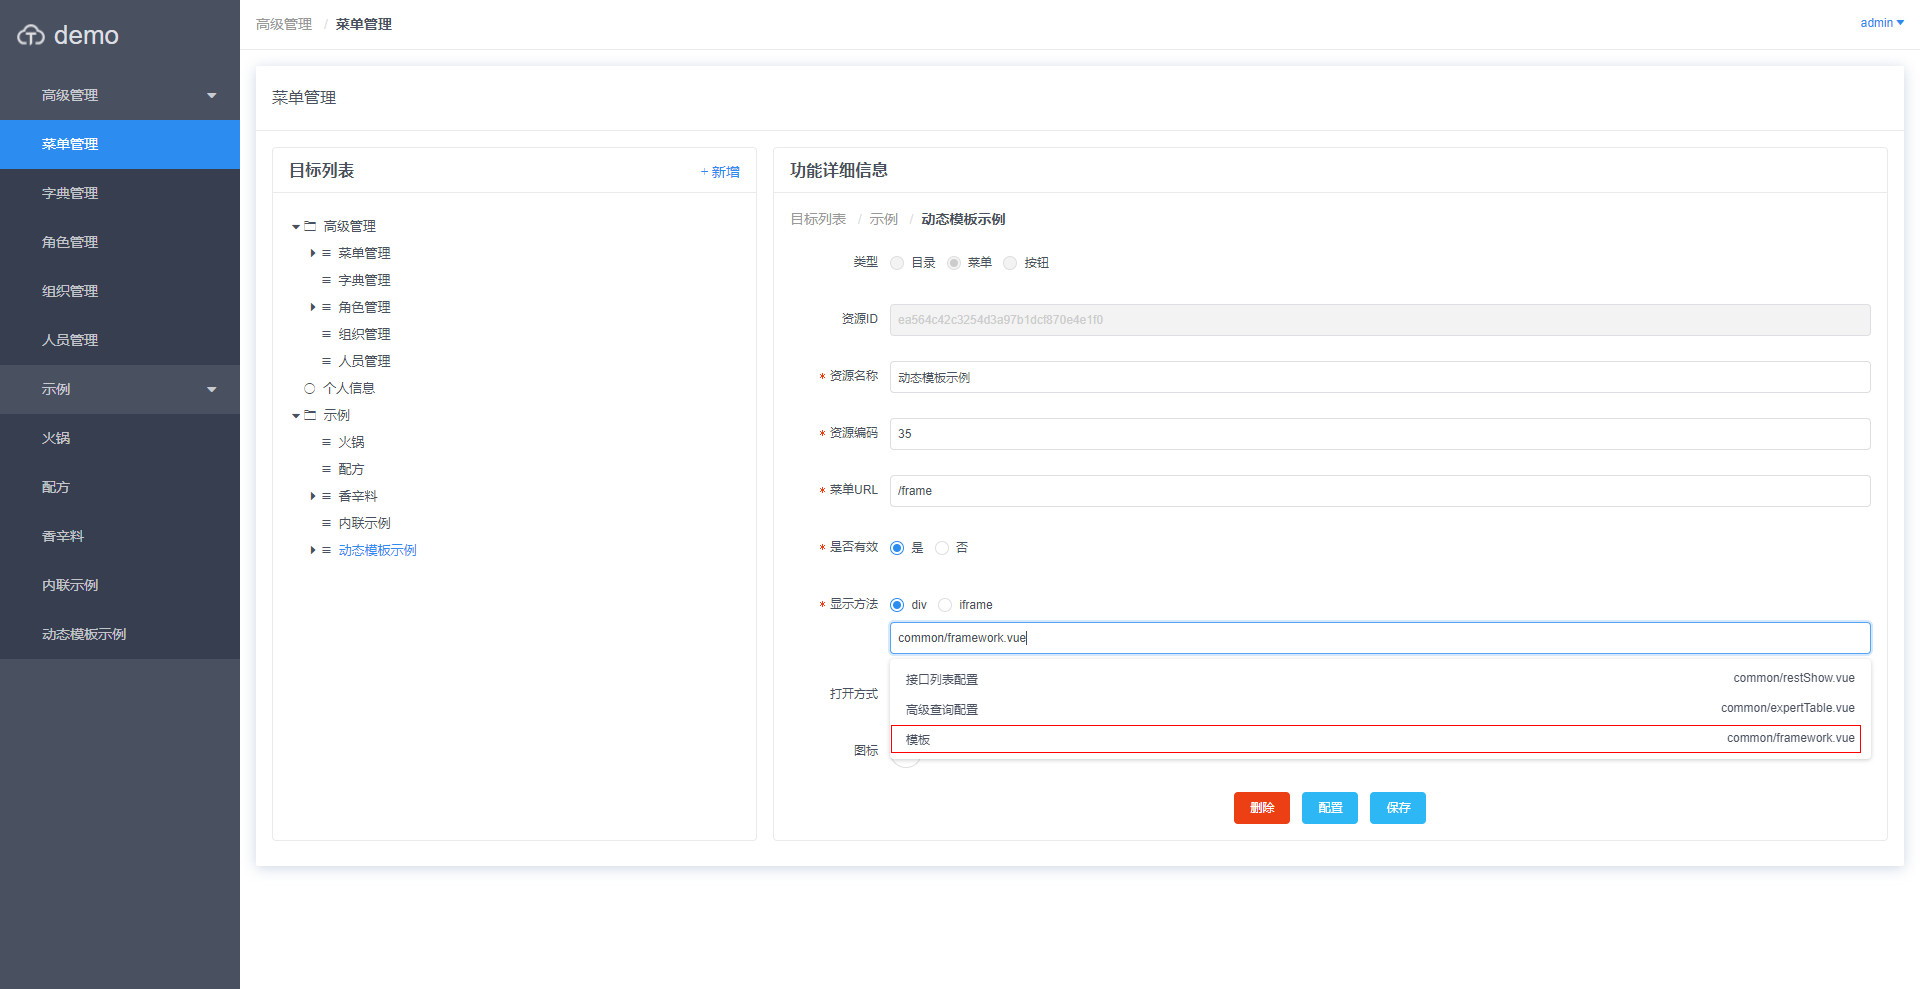 demo
高级管理
菜单管理
字典管理
角色管理
组织管理
人员管理
示例
火锅
配方
香辛料
内联示例
动态模板示例
高级管理 / 菜单管理
admin
菜单管理
目标列表
+ 新增
高级管理
菜单管理
字典管理
角色管理
组织管理
人员管理
个人信息
示例
火锅
配方
香辛料
内联示例
动态模板示例
功能详细信息
目标列表 / 示例 / 动态模板示例
类型 目录 菜单 按钮
资源ID ea564c42c3254d3a97b1dcf870e4e1f0
* 资源名称 动态模板示例
* 资源编码 35
* 菜单URL /frame
* 是否有效 是 否
* 显示方法 div iframe
common/framework.vue
接口列表配置 common/restShow.vue
高级查询配置 common/expertTable.vue
模板 common/framework.vue
打开方式
图标
删除 配置 保存